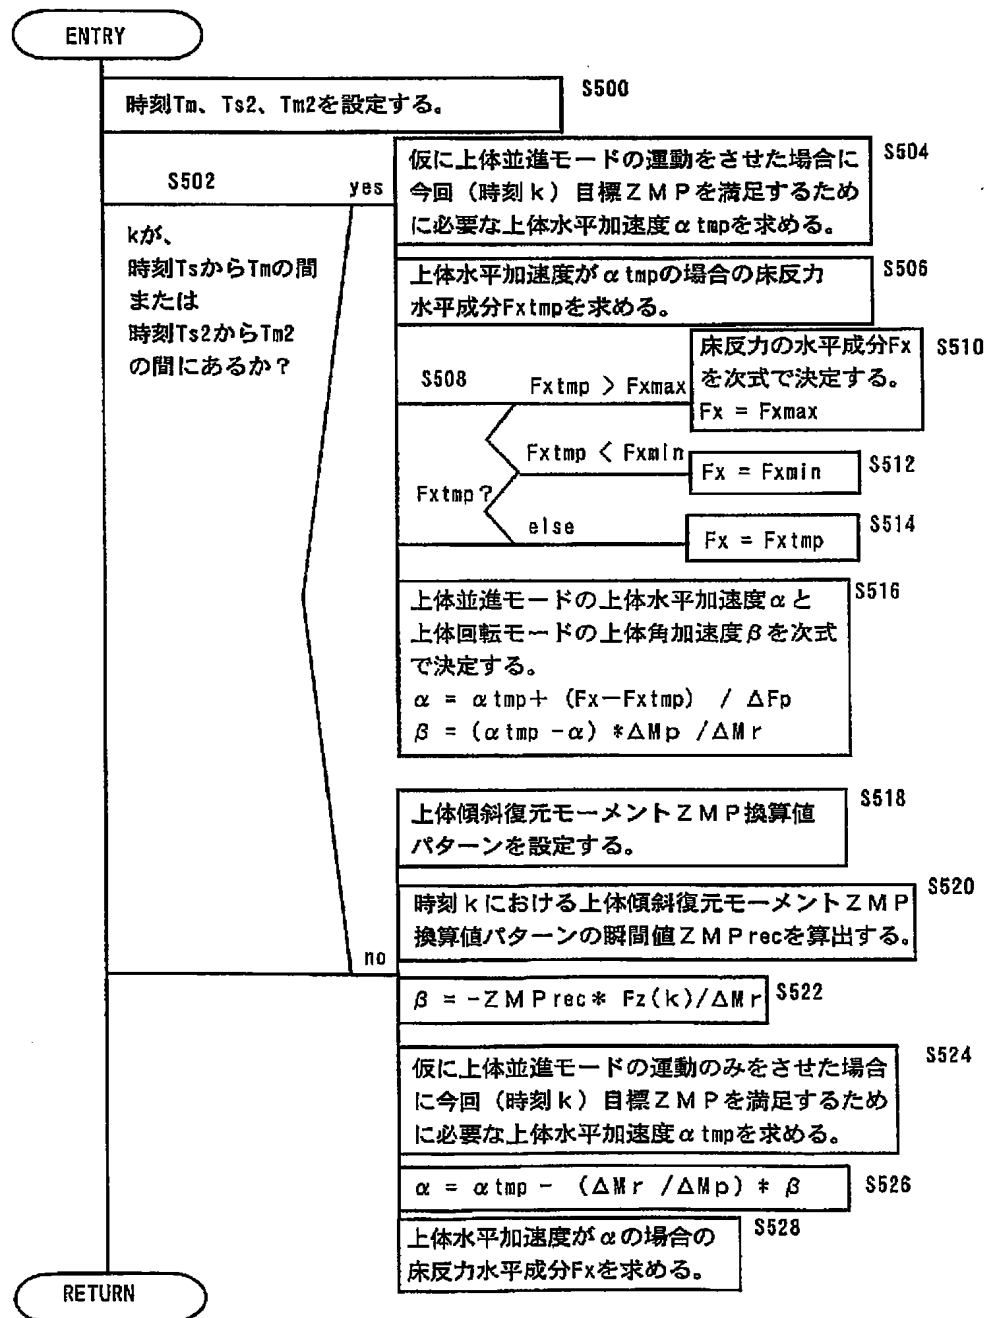 ENTRY
時刻Tm、Ts2、Tm2を設定する。
S500
S502
yes
kが、
時刻TsからTmの間
または
時刻Ts2からTm2
の間にあるか？
仮に上体並進モードの運動をさせた場合に
今回（時刻k）目標ＺＭＰを満足するため
に必要な上体水平加速度αtmpを求める。
S504
上体水平加速度がαtmpの場合の床反力
水平成分Fxtmpを求める。
S506
S508
Fxtmp > Fxmax
床反力の水平成分Fx
を次式で決定する。
Fx = Fxmax
S510
Fxtmp < Fxmin
Fx = Fxmin
S512
Fxtmp？
else
Fx = Fxtmp
S514
上体並進モードの上体水平加速度αと
上体回転モードの上体角加速度βを次式
で決定する。
α = αtmp＋ (Fx－Fxtmp) / ΔFp
β = (αtmp -α) *ΔMp /ΔMr
S516
上体傾斜復元モーメントＺＭＰ換算値
パターンを設定する。
S518
時刻kにおける上体傾斜復元モーメントＺＭＰ
換算値パターンの瞬間値ＺＭＰrecを算出する。
S520
no
β = -ＺＭＰrec* Fz(k)/ΔMr
S522
仮に上体並進モードの運動のみをさせた場合
に今回（時刻k）目標ＺＭＰを満足するため
に必要な上体水平加速度αtmpを求める。
S524
α = αtmp - (ΔMr /ΔMp) * β
S526
上体水平加速度がαの場合の
床反力水平成分Fxを求める。
S528
RETURN